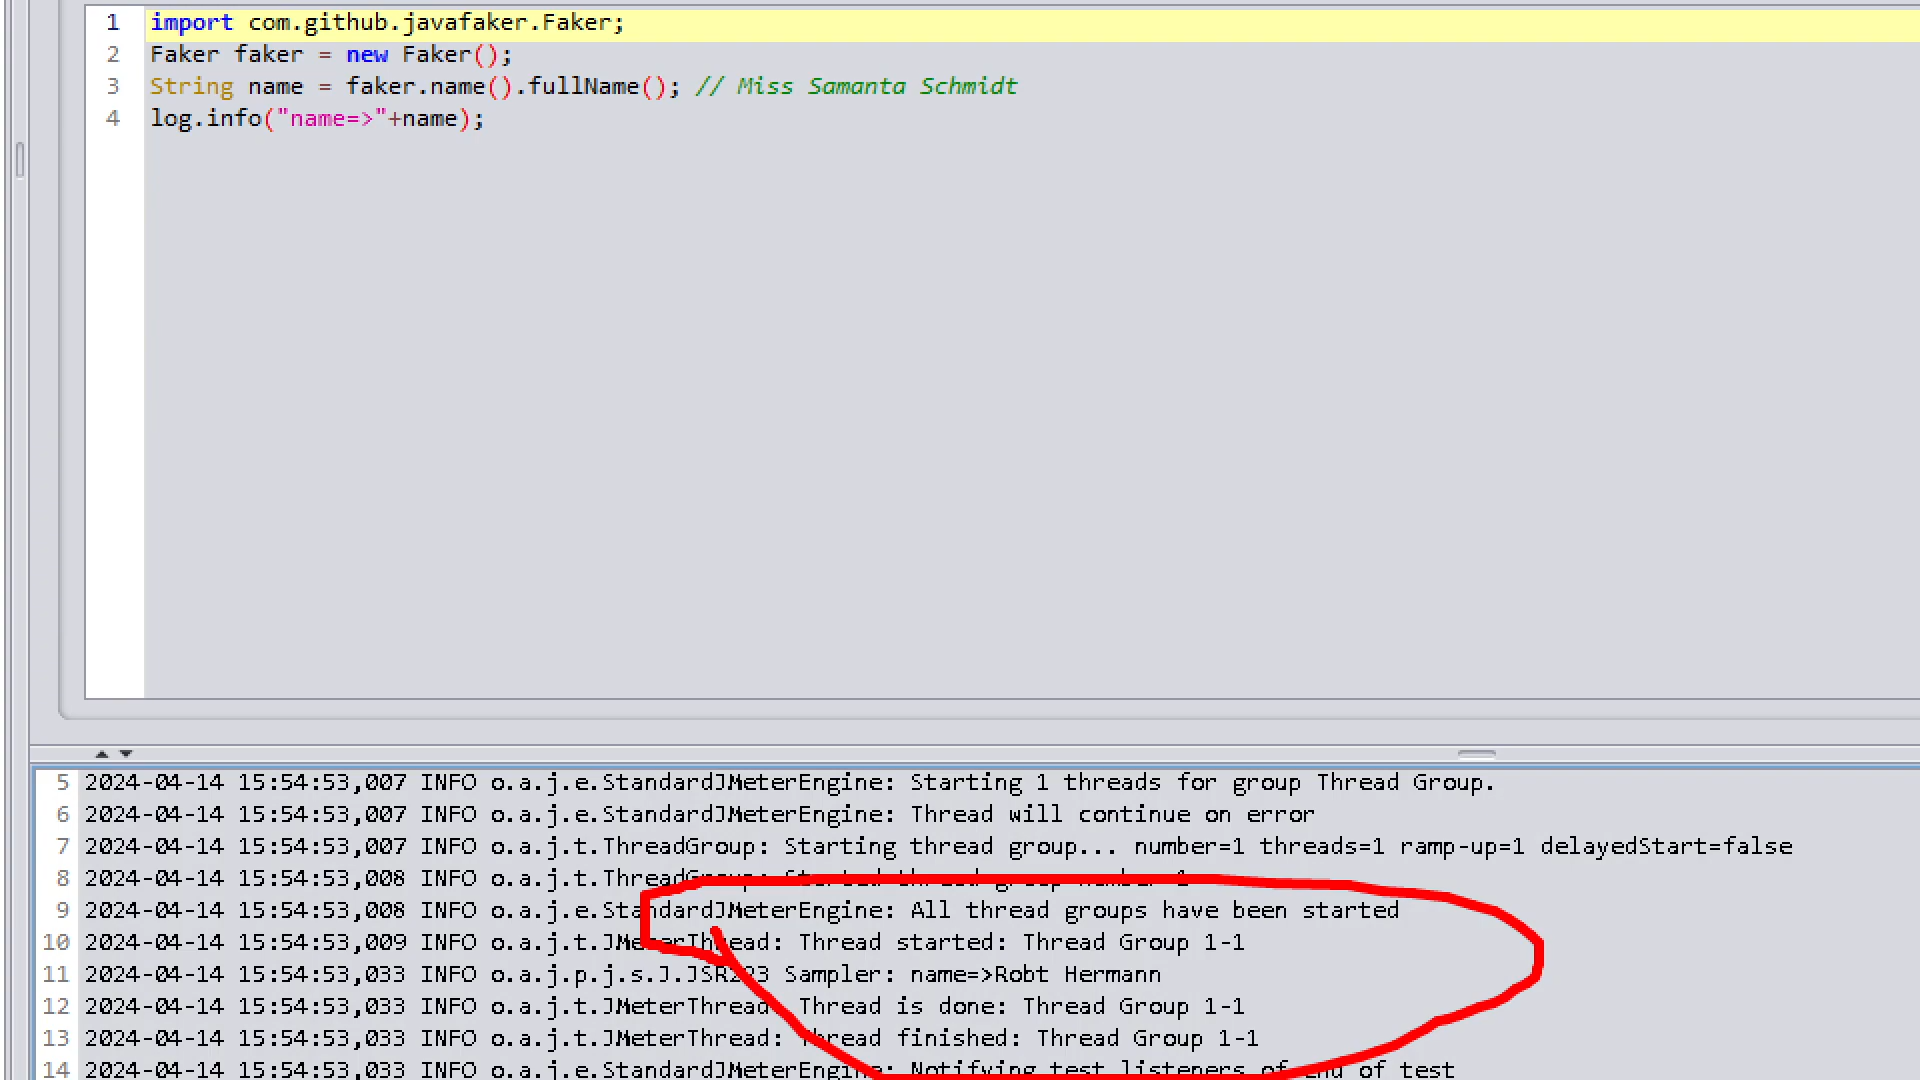 1 import com.github.javafaker.Faker;
2 Faker faker = new Faker();
3 String name = faker.name().fullName(); // Miss Samanta Schmidt
4 log.info("name=>"+name);
5 2024-04-14 15:54:53,007 INFO o.a.j.e.StandardJMeterEngine: Starting 1 threads for group Thread Group.
6 2024-04-14 15:54:53,007 INFO o.a.j.e.StandardJMeterEngine: Thread will continue on error
7 2024-04-14 15:54:53,007 INFO o.a.j.t.ThreadGroup: Starting thread group... number=1 threads=1 ramp-up=1 delayedStart=false
8 2024-04-14 15:54:53,008 INFO o.a.j.t.ThreadGroup: Started thread group number 1
9 2024-04-14 15:54:53,008 INFO o.a.j.e.StandardJMeterEngine: All thread groups have been started
10 2024-04-14 15:54:53,009 INFO o.a.j.t.JMeterThread: Thread started: Thread Group 1-1
11 2024-04-14 15:54:53,033 INFO o.a.j.p.j.s.J.JSR223 Sampler: name=>Robt Hermann
12 2024-04-14 15:54:53,033 INFO o.a.j.t.JMeterThread: Thread is done: Thread Group 1-1
13 2024-04-14 15:54:53,033 INFO o.a.j.t.JMeterThread: Thread finished: Thread Group 1-1
14 2024-04-14 15:54:53,033 INFO o.a.j.e.StandardJMeterEngine: Notifying test listeners of end of test